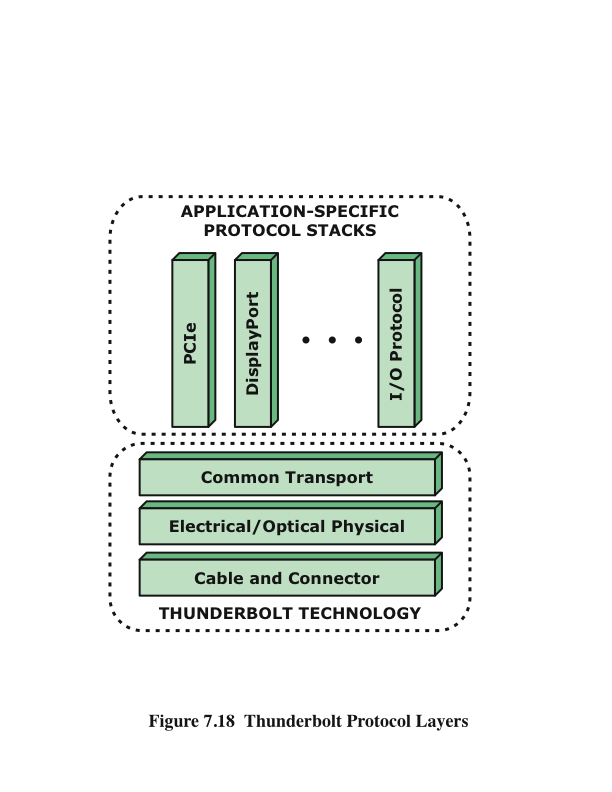 APPLICATION-SPECIFIC
PROTOCOL STACKS
PCIe
DisplayPort
• • •
I/O Protocol
Common Transport
Electrical/Optical Physical
Cable and Connector
THUNDERBOLT TECHNOLOGY
Figure 7.18 Thunderbolt Protocol Layers